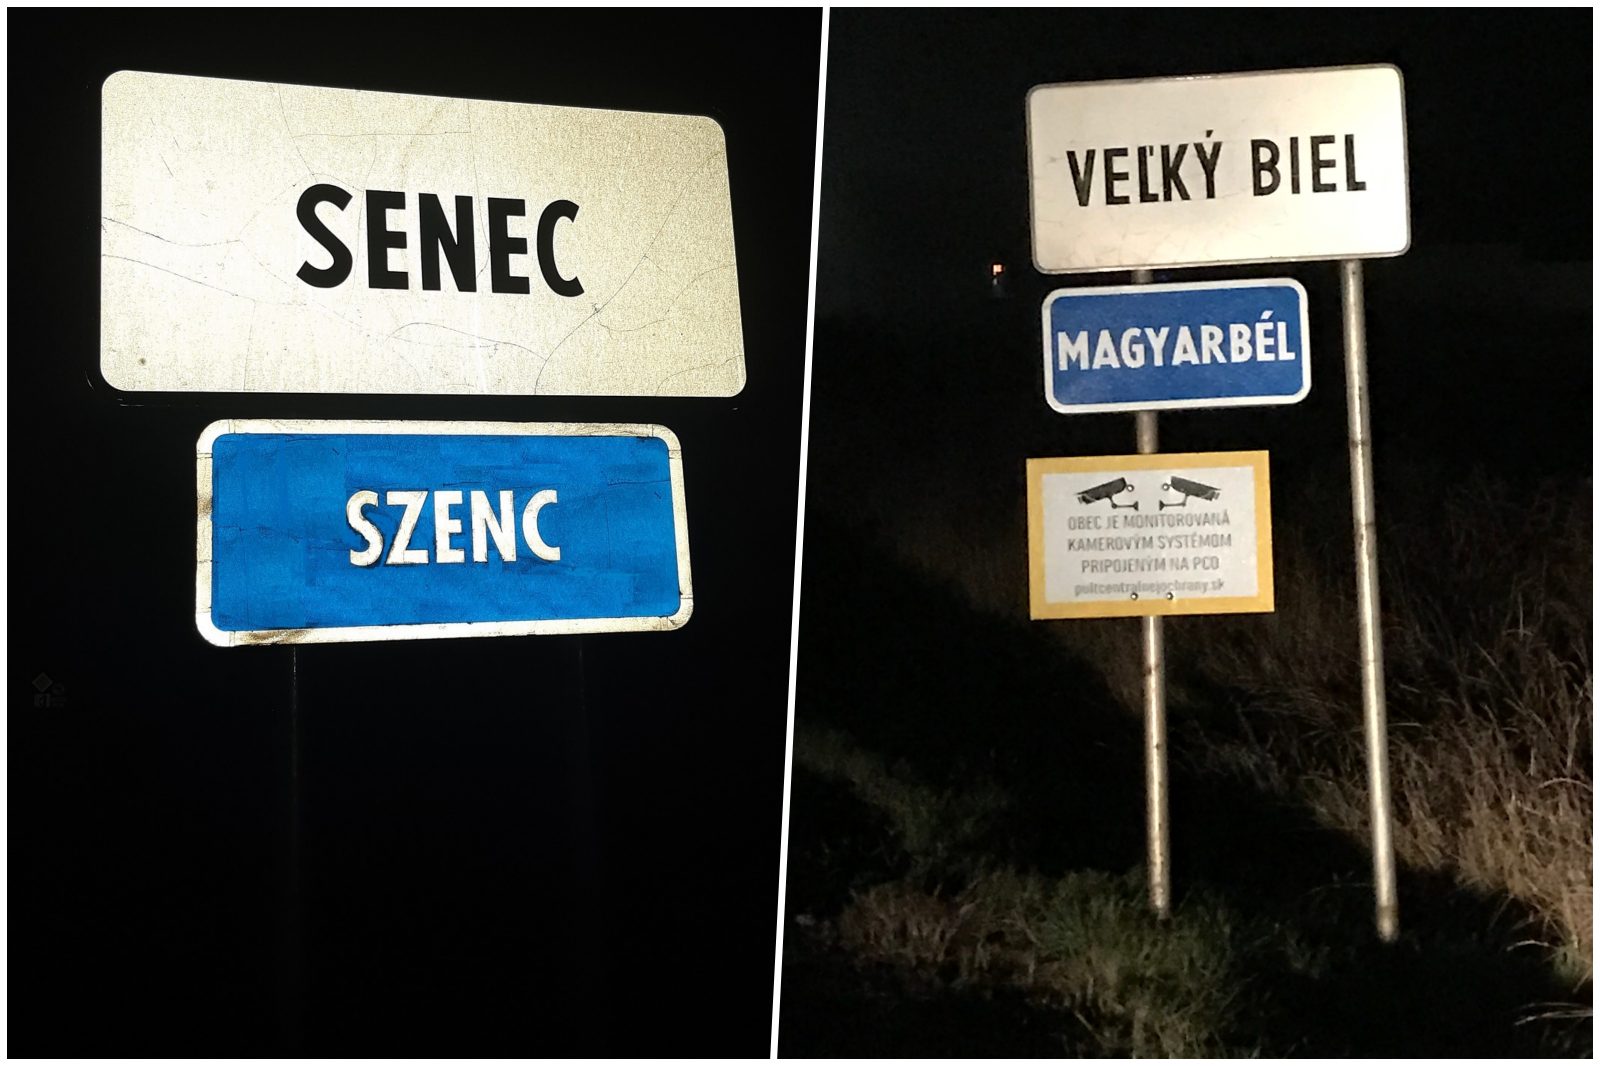 SENEC
SZENC
VEĽKÝ BIEL
MAGYARBÉL
OBEC JE MONITOROVANÁ
KAMEROVÝM SYSTÉMOM
PRIPOJENÝM NA PCO
pultcentralnejochrany.sk